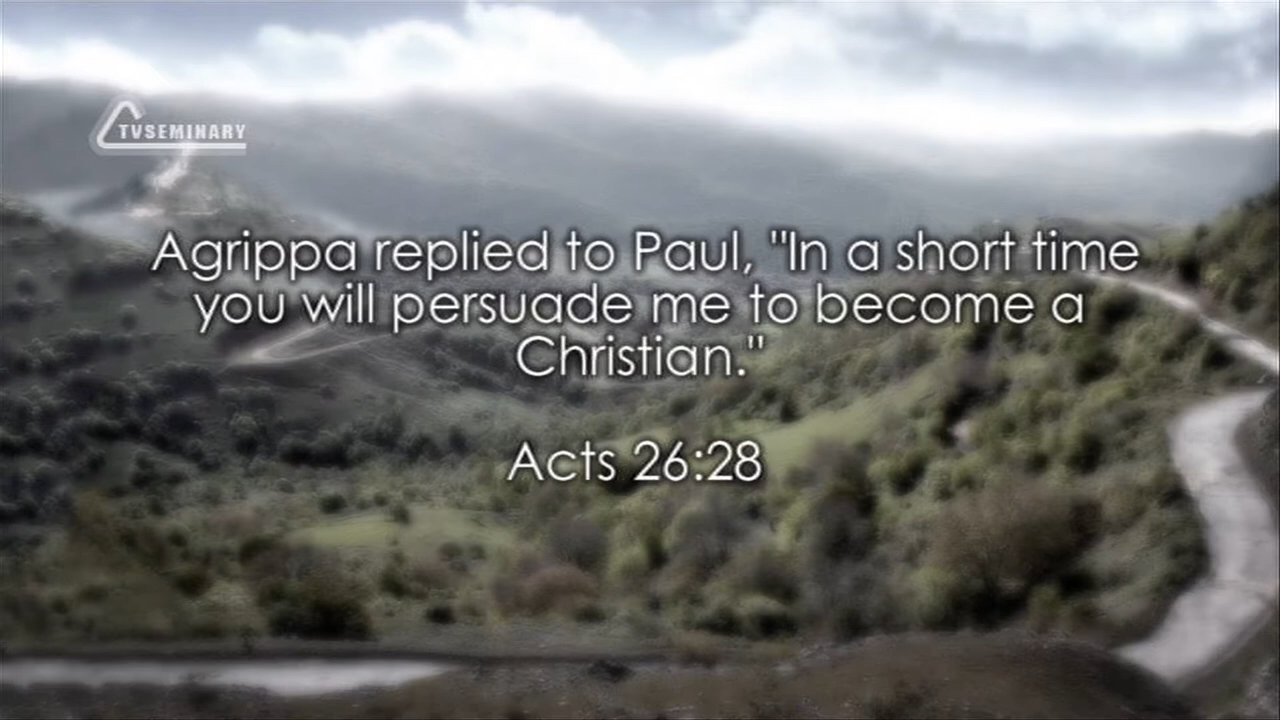 TVSEMINARY
Agrippa replied to Paul, "In a short time
you will persuade me to become a
Christian."
Acts 26:28